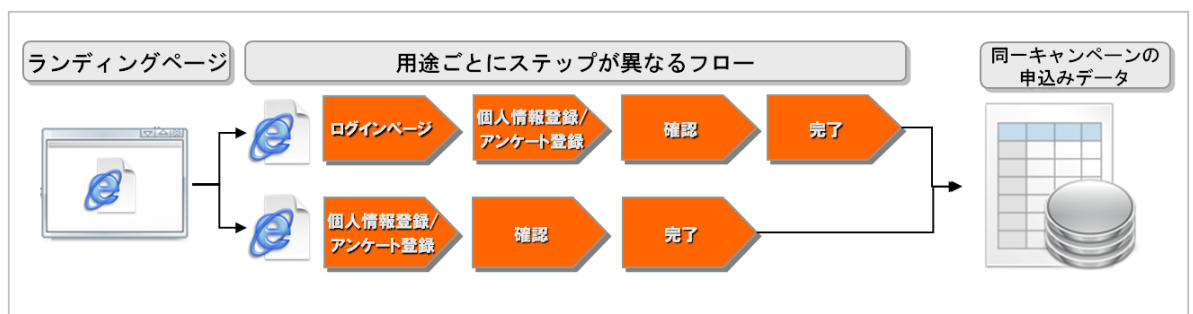 ランディングページ
用途ごとにステップが異なるフロー
同一キャンペーンの
申込みデータ
ログインページ
個人情報登録/
アンケート登録
確認
完了
個人情報登録/
アンケート登録
確認
完了